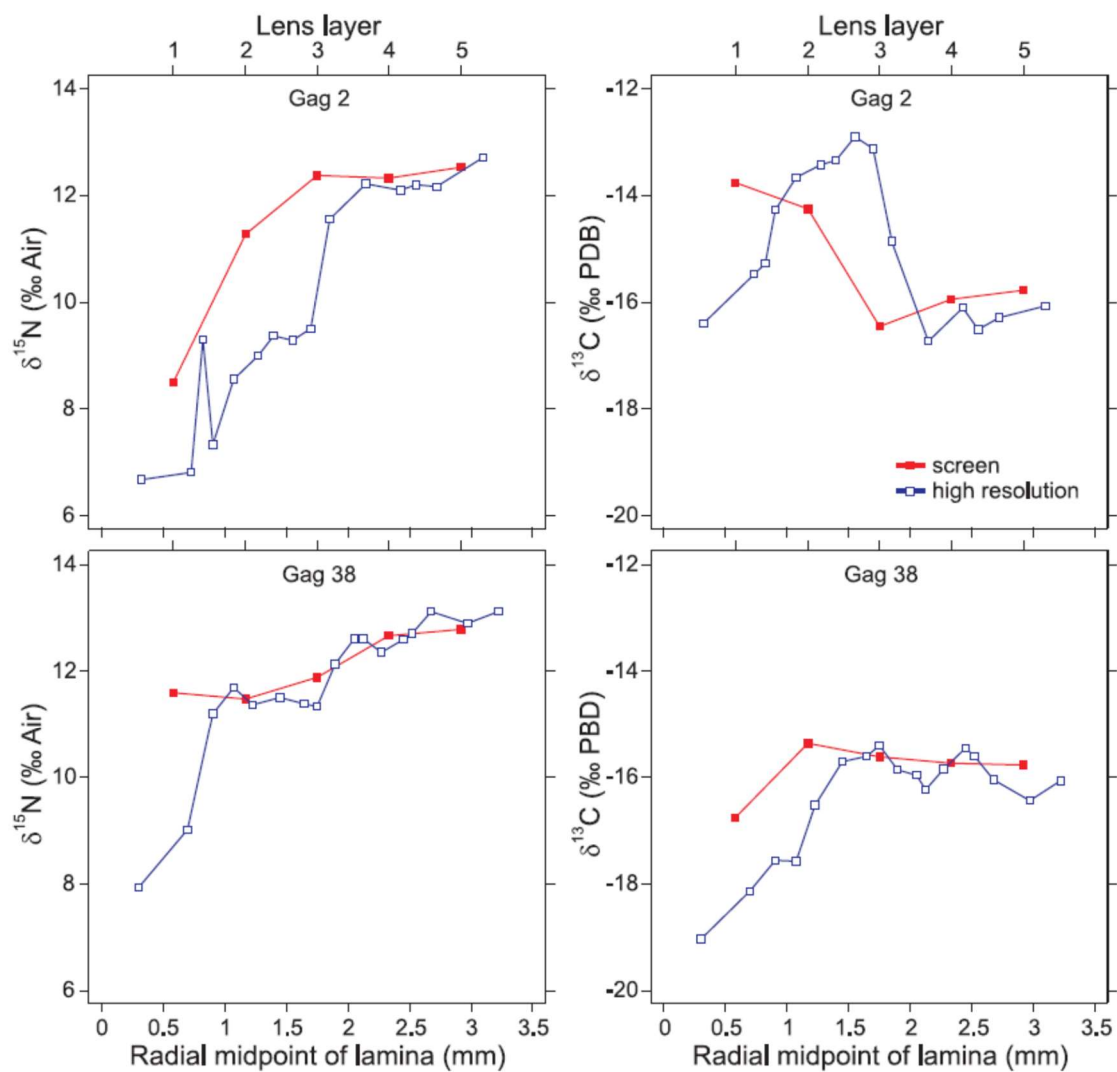 Lens layer
1 2 3 4 5
Lens layer
1 2 3 4 5
Gag 2
14
12
10
8
6
δ15N (‰ Air)
Gag 2
-12
-14
-16
-18
-20
δ13C (‰ PDB)
screen
high resolution
Gag 38
14
12
10
8
6
δ15N (‰ Air)
0 0.5 1 1.5 2 2.5 3 3.5
Radial midpoint of lamina (mm)
Gag 38
-12
-14
-16
-18
-20
δ13C (‰ PBD)
0 0.5 1 1.5 2 2.5 3 3.5
Radial midpoint of lamina (mm)